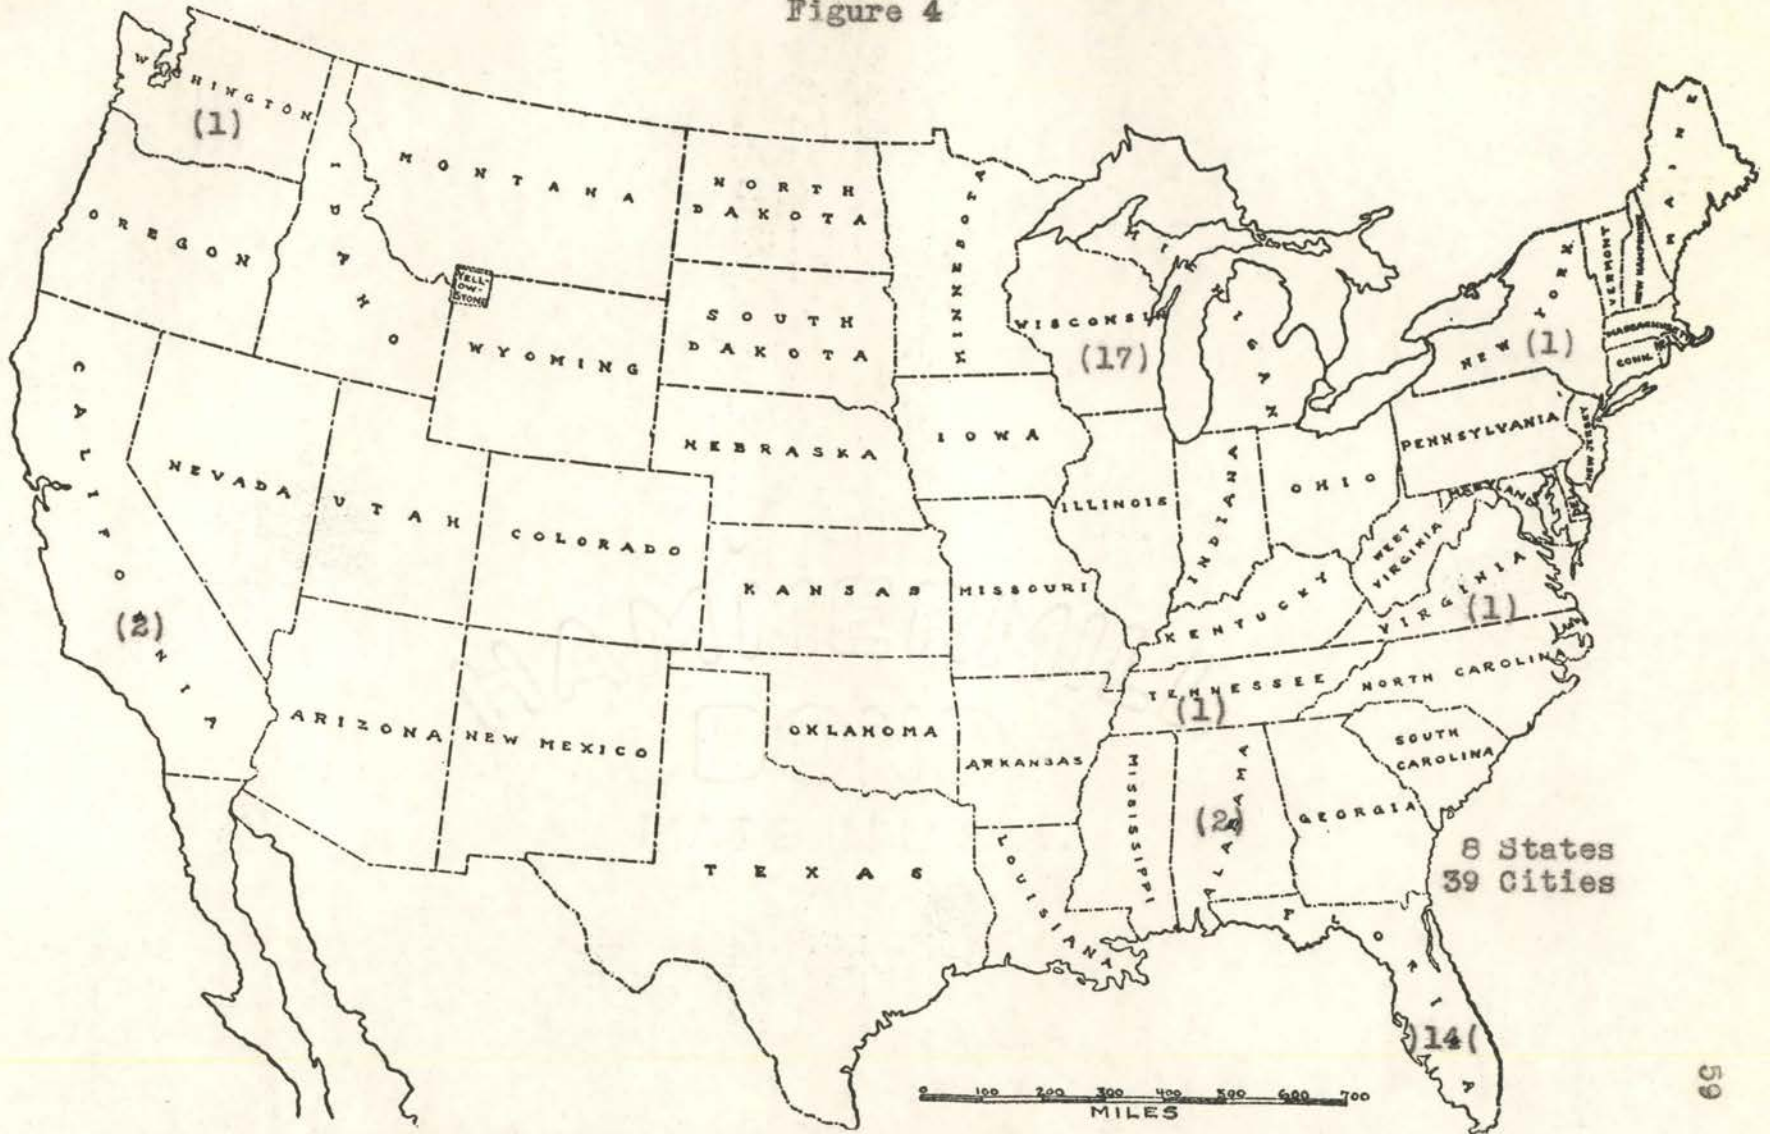 Figure 4
WASHINGTON
(1)
OREGON
IDAHO
MONTANA
YELL-
OW-
STONE
WYOMING
NORTH
DAKOTA
SOUTH
DAKOTA
NEBRASKA
MINNESOTA
WISCONSIN
(17)
MICHIGAN
IOWA
ILLINOIS
INDIANA
OHIO
NEW YORK
(1)
VERMONT
NEW HAMPSHIRE
MAINE
MASSACHUSETTS
CONN.
PENNSYLVANIA
NEW JERSEY
MARYLAND
DEL
CALIFORNIA
(2)
NEVADA
UTAH
COLORADO
KANSAS
MISSOURI
KENTUCKY
WEST
VIRGINIA
VIRGINIA
(1)
TENNESSEE
(1)
NORTH CAROLINA
SOUTH
CAROLINA
ARIZONA
NEW MEXICO
OKLAHOMA
ARKANSAS
TEXAS
LOUISIANA
MISSISSIPPI
ALABAMA
(2)
GEORGIA
8 States
39 Cities
FLORIDA
)14(
0 100 200 300 400 500 600 700
MILES
59